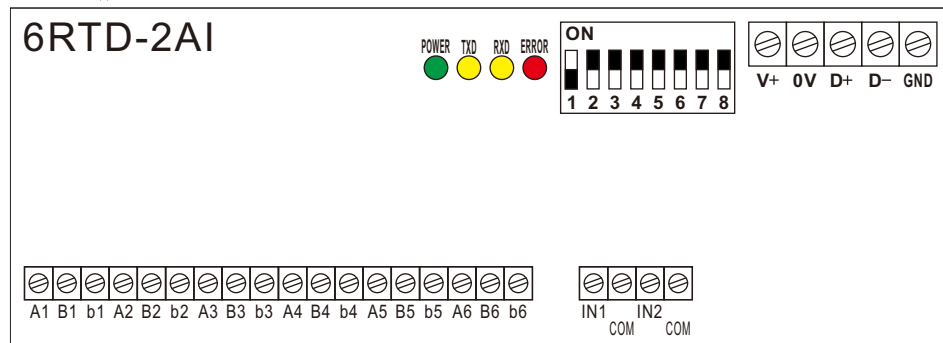 6RTD-2AI
POWER TXD RXD ERROR
ON
1 2 3 4 5 6 7 8
V+ 0V D+ D− GND
A1 B1 b1 A2 B2 b2 A3 B3 b3 A4 B4 b4 A5 B5 b5 A6 B6 b6
IN1 IN2
COM COM